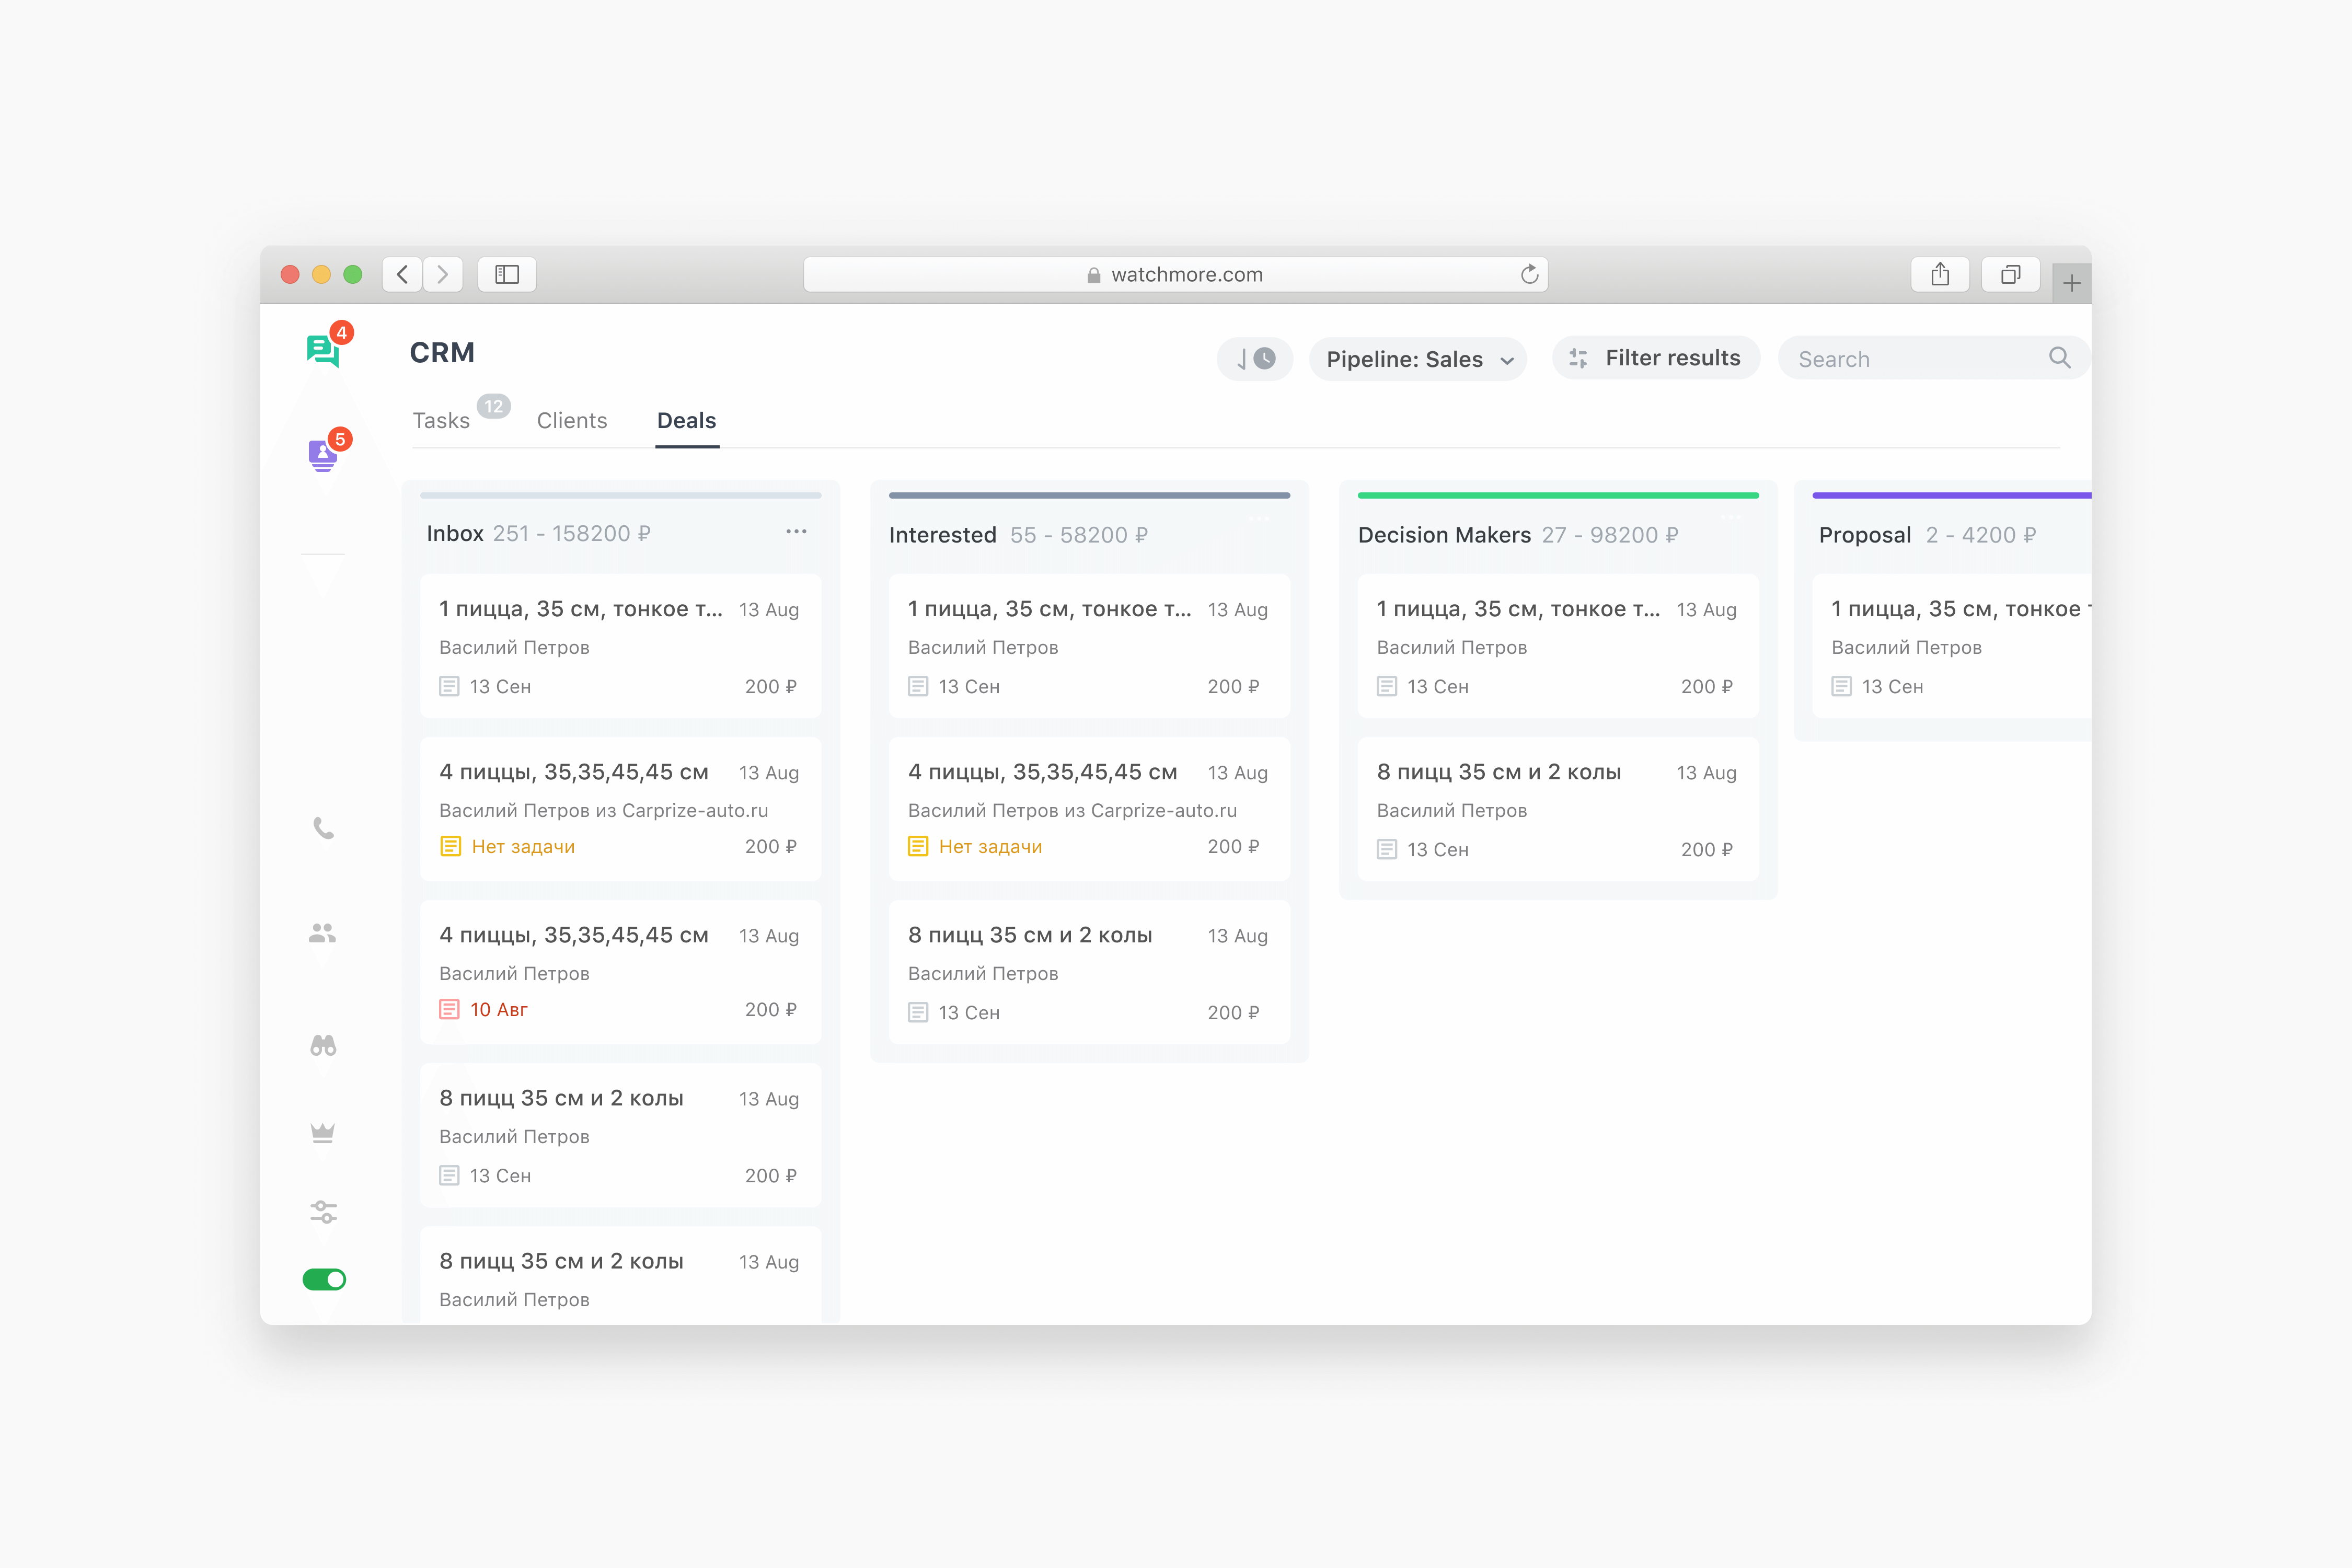 watchmore.com
4
CRM
Pipeline: Sales
Filter results
Search
Tasks 12 Clients Deals
5
Inbox 251 - 158200 ₽
1 пицца, 35 см, тонкое т... 13 Aug
Василий Петров
13 Сен 200 ₽
4 пиццы, 35,35,45,45 см 13 Aug
Василий Петров из Carprize-auto.ru
Нет задачи 200 ₽
4 пиццы, 35,35,45,45 см 13 Aug
Василий Петров
10 Авг 200 ₽
8 пицц 35 см и 2 колы 13 Aug
Василий Петров
13 Сен 200 ₽
8 пицц 35 см и 2 колы 13 Aug
Василий Петров
Interested 55 - 58200 ₽
1 пицца, 35 см, тонкое т... 13 Aug
Василий Петров
13 Сен 200 ₽
4 пиццы, 35,35,45,45 см 13 Aug
Василий Петров из Carprize-auto.ru
Нет задачи 200 ₽
8 пицц 35 см и 2 колы 13 Aug
Василий Петров
13 Сен 200 ₽
Decision Makers 27 - 98200 ₽
1 пицца, 35 см, тонкое т... 13 Aug
Василий Петров
13 Сен 200 ₽
8 пицц 35 см и 2 колы 13 Aug
Василий Петров
13 Сен 200 ₽
Proposal 2 - 4200 ₽
1 пицца, 35 см, тонкое
Василий Петров
13 Сен